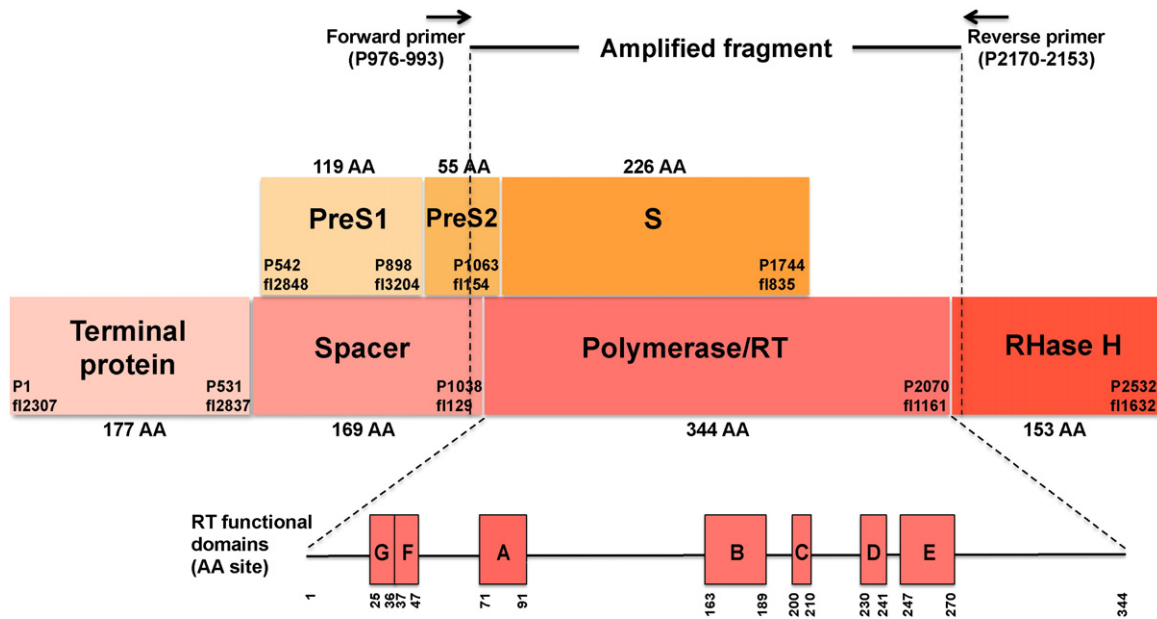 Forward primer
(P976-993)
Amplified fragment
Reverse primer
(P2170-2153)
119 AA
55 AA
226 AA
PreS1
PreS2
S
P542
fl2848
P898
fl3204
P1063
fl154
P1744
fl835
Terminal
protein
Spacer
Polymerase/RT
RHase H
P1
fl2307
P531
fl2837
P1038
fl129
P2070
fl1161
P2532
fl1632
177 AA
169 AA
344 AA
153 AA
RT functional
domains
(AA site)
G F A B C D E
1 25 36 37 47 71 91 163 189 200 210 230 241 247 270 344